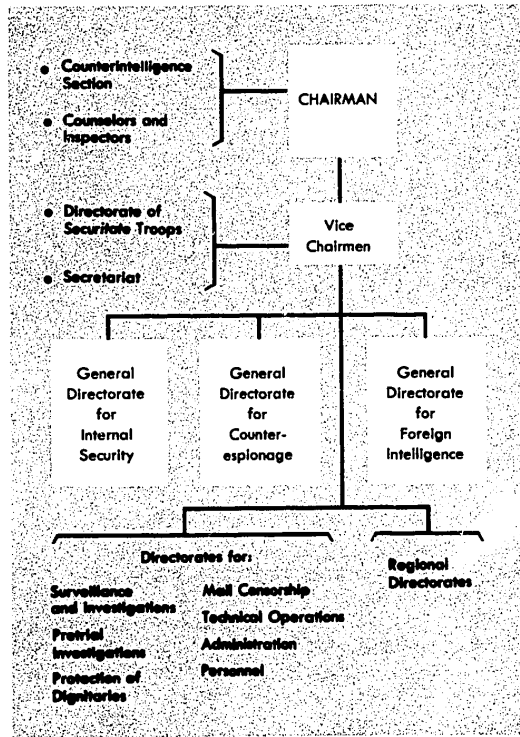 • Counterintelligence
Section
• Counselors and
Inspectors
CHAIRMAN
• Directorate of
Securitate Troops
• Secretariat
Vice
Chairmen
General
Directorate
for
Internal
Security
General
Directorate
for
Counter-
espionage
General
Directorate
for
Foreign
Intelligence
Directorates for:
Surveillance
and Investigations
Pretrial
Investigations
Protection of
Dignitaries
Mail Censorship
Technical Operations
Administration
Personnel
Regional
Directorates